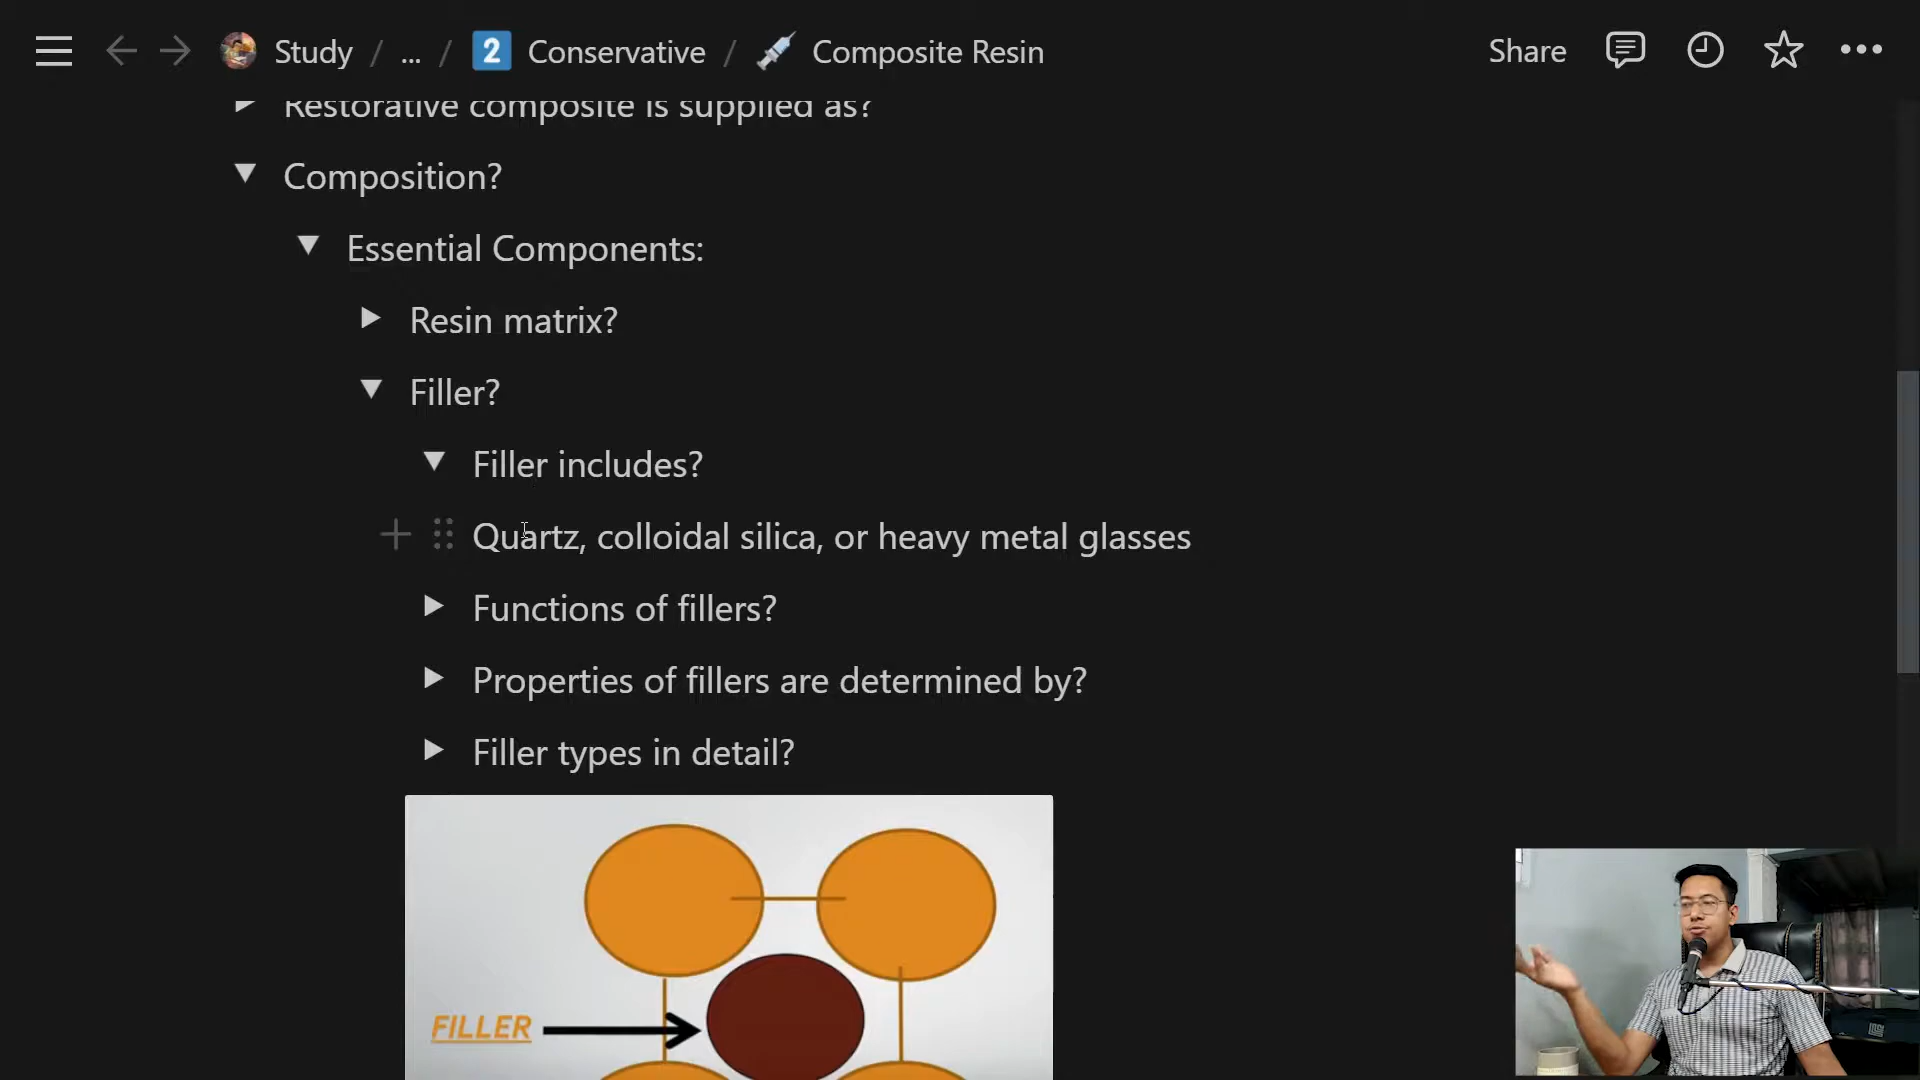 Study / ... / 2 Conservative / Composite Resin
Share
Restorative composite is supplied as?
Composition?
Essential Components:
Resin matrix?
Filler?
Filler includes?
Quartz, colloidal silica, or heavy metal glasses
Functions of fillers?
Properties of fillers are determined by?
Filler types in detail?
FILLER